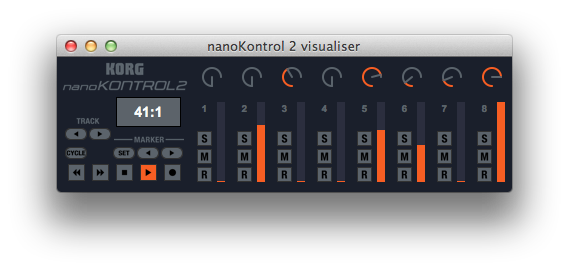 nanoKontrol 2 visualiser
KORG
nanoKONTROL2
41:1
TRACK
MARKER
CYCLE
SET
1 2 3 4 5 6 7 8
S S S S S S S S
M M M M M M M M
R R R R R R R R